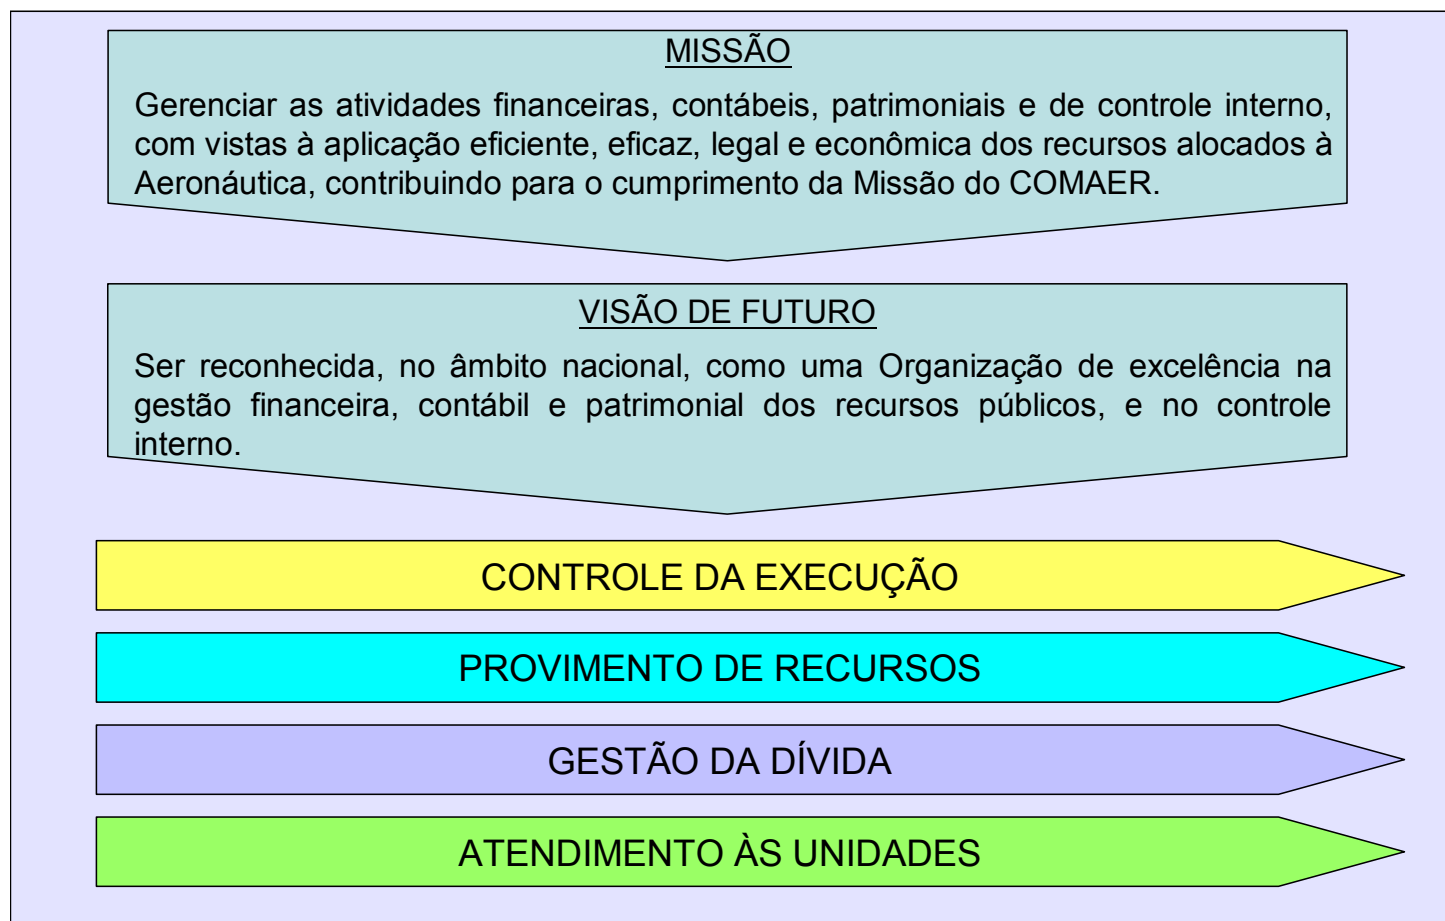 MISSÃO
Gerenciar as atividades financeiras, contábeis, patrimoniais e de controle interno,
com vistas à aplicação eficiente, eficaz, legal e econômica dos recursos alocados à
Aeronáutica, contribuindo para o cumprimento da Missão do COMAER.
VISÃO DE FUTURO
Ser reconhecida, no âmbito nacional, como uma Organização de excelência na
gestão financeira, contábil e patrimonial dos recursos públicos, e no controle
interno.
CONTROLE DA EXECUÇÃO
PROVIMENTO DE RECURSOS
GESTÃO DA DÍVIDA
ATENDIMENTO ÀS UNIDADES